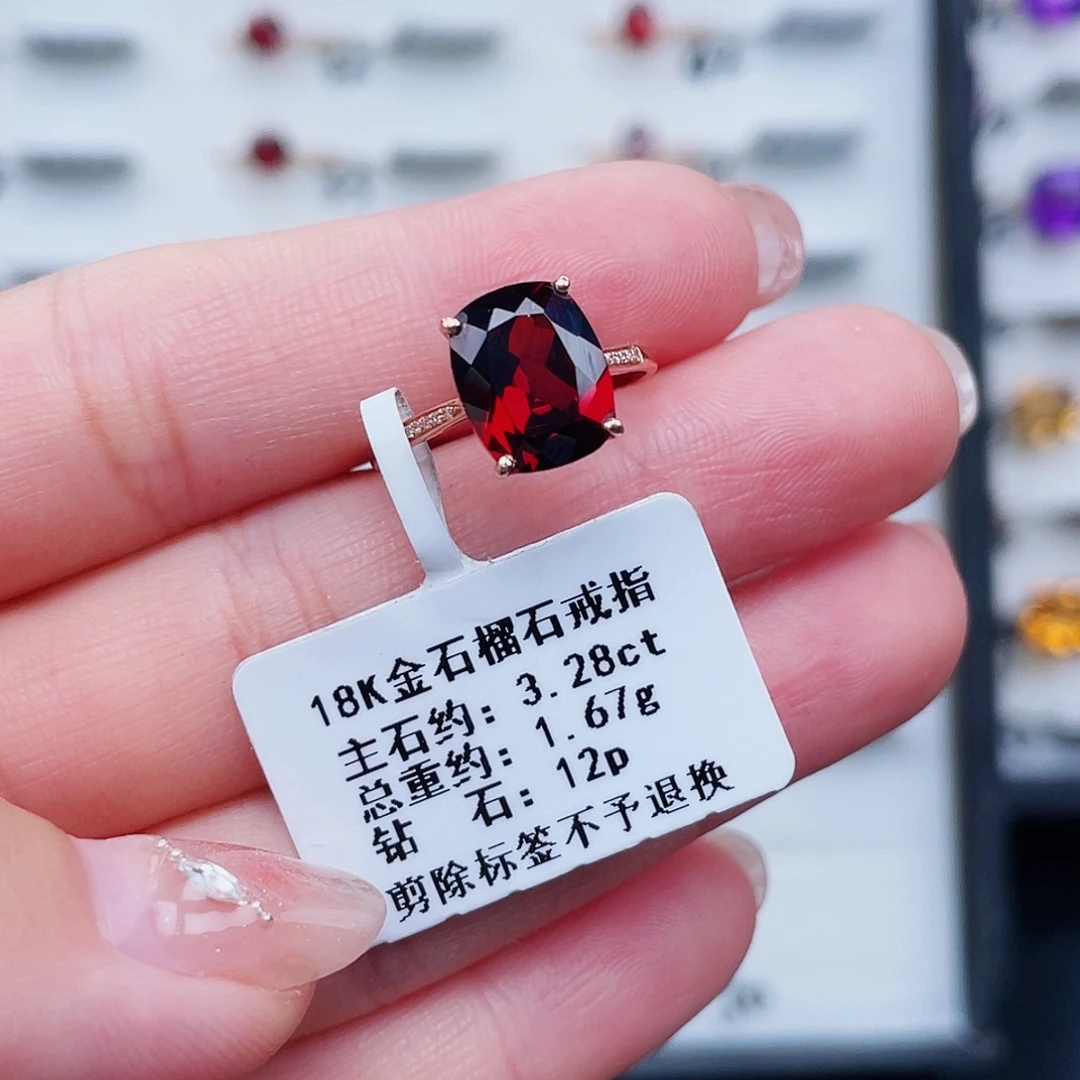 18K金石榴石戒指
主石约: 3.28ct
总重约: 1.67g
钻 石: 12p
剪除标签不予退换